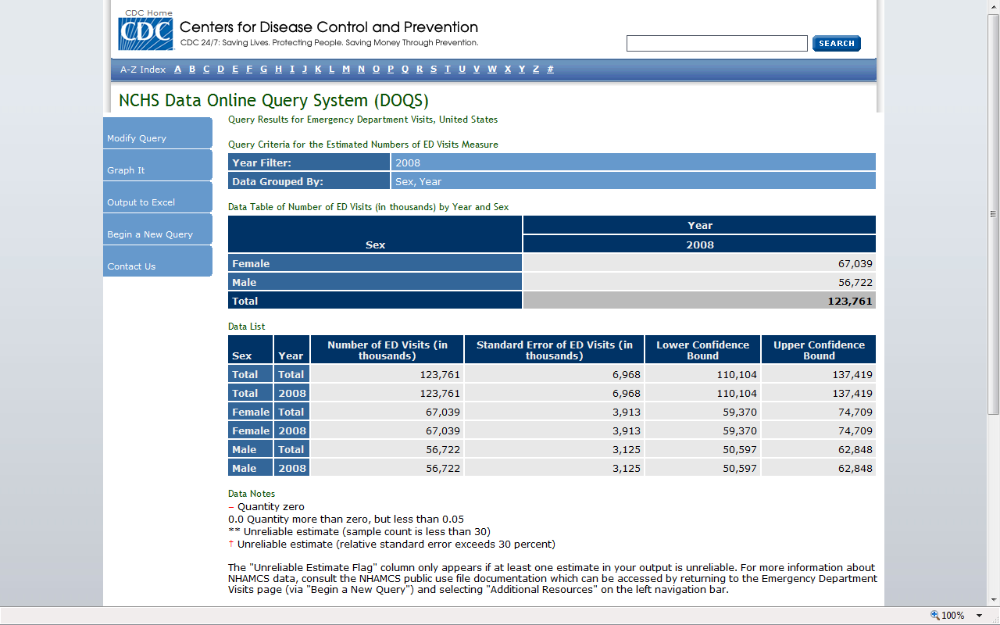 CDC Home
CDC
Centers for Disease Control and Prevention
CDC 24/7: Saving Lives. Protecting People. Saving Money Through Prevention.
SEARCH
A-Z Index A B C D E F G H I J K L M N O P Q R S T U V W X Y Z #
NCHS Data Online Query System (DOQS)
Modify Query
Graph It
Output to Excel
Begin a New Query
Contact Us
Query Results for Emergency Department Visits, United States
Query Criteria for the Estimated Numbers of ED Visits Measure
Year Filter: 2008
Data Grouped By: Sex, Year
Data Table of Number of ED Visits (in thousands) by Year and Sex
Year
Sex 2008
Female 67,039
Male 56,722
Total 123,761
Data List
Sex Year Number of ED Visits (in thousands) Standard Error of ED Visits (in thousands) Lower Confidence Bound Upper Confidence Bound
Total Total 123,761 6,968 110,104 137,419
Total 2008 123,761 6,968 110,104 137,419
Female Total 67,039 3,913 59,370 74,709
Female 2008 67,039 3,913 59,370 74,709
Male Total 56,722 3,125 50,597 62,848
Male 2008 56,722 3,125 50,597 62,848
Data Notes
– Quantity zero
0.0 Quantity more than zero, but less than 0.05
** Unreliable estimate (sample count is less than 30)
† Unreliable estimate (relative standard error exceeds 30 percent)
The "Unreliable Estimate Flag" column only appears if at least one estimate in your output is unreliable. For more information about
NHAMCS data, consult the NHAMCS public use file documentation which can be accessed by returning to the Emergency Department
Visits page (via "Begin a New Query") and selecting "Additional Resources" on the left navigation bar.
100%